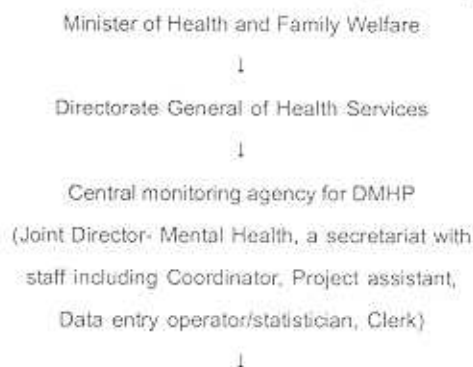 Minister of Health and Family Welfare
↓
Directorate General of Health Services
↓
Central monitoring agency for DMHP
(Joint Director- Mental Health, a secretariat with
staff including Coordinator, Project assistant,
Data entry operator/statistician, Clerk)
↓